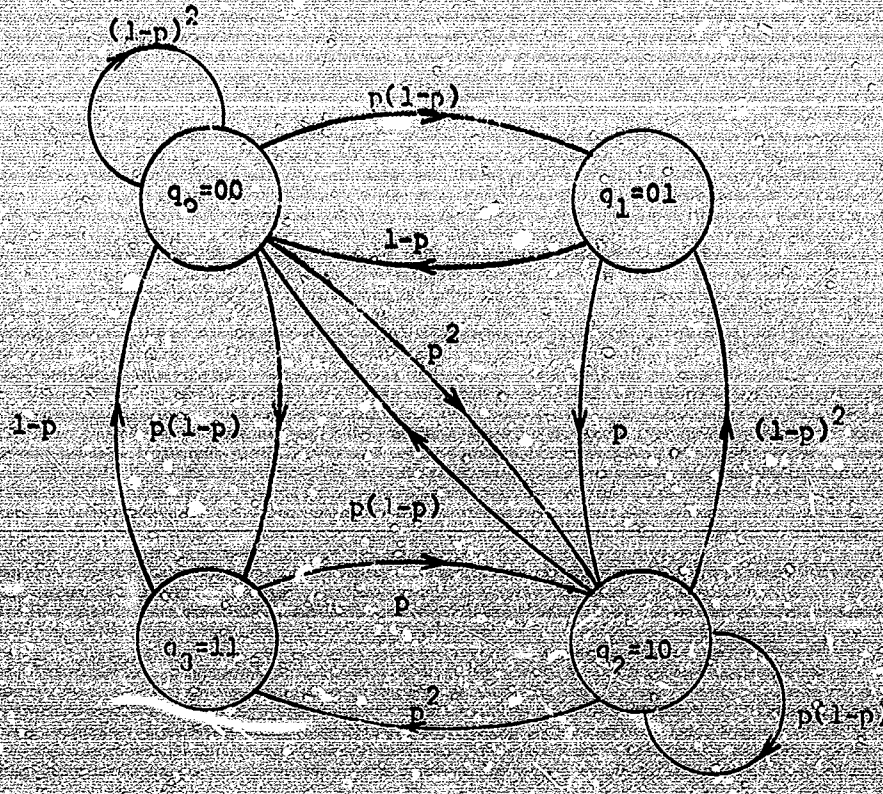 (1-p)²
p(1-p)
q₀=00
q₁=01
1-p
p²
1-p
p(1-p)
p
(1-p)²
p(1-p)
p
q₃=11
q₂=10
p²
p(1-p)